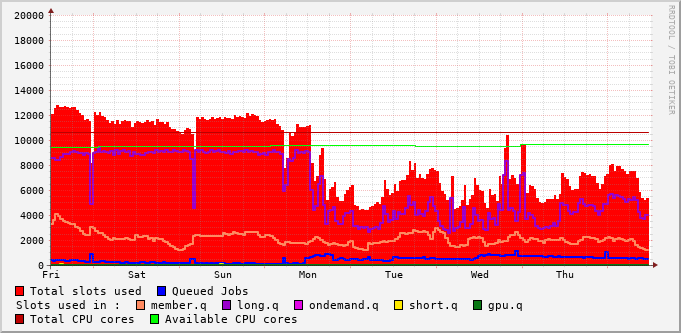 20000
18000
16000
14000
12000
10000
8000
6000
4000
2000
0
Fri Sat Sun Mon Tue Wed Thu
RRDTOOL / TOBI OETIKER
Total slots used Queued Jobs
Slots used in : member.q long.q ondemand.q short.q gpu.q
Total CPU cores Available CPU cores